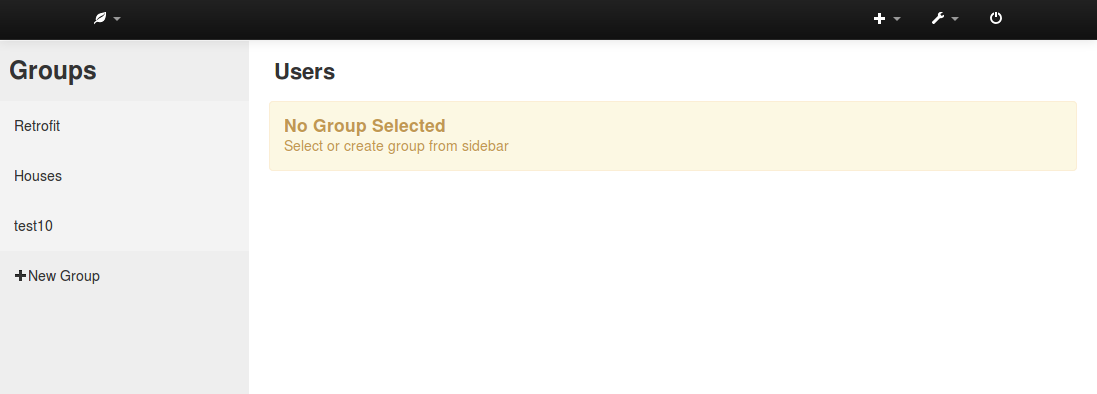 Groups
Retrofit
Houses
test10
New Group
Users
No Group Selected
Select or create group from sidebar